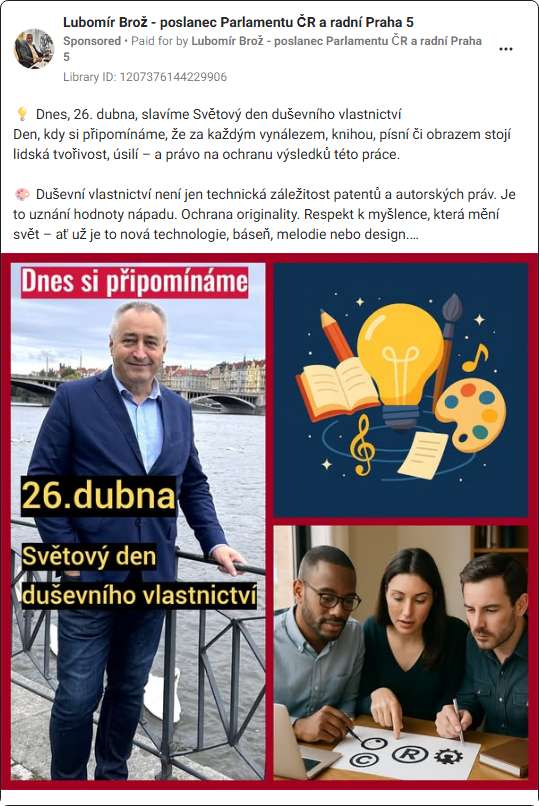 Lubomír Brož - poslanec Parlamentu ČR a radní Praha 5
Sponsored • Paid for by Lubomír Brož - poslanec Parlamentu ČR a radní Praha
5
Library ID: 1207376144229906
💡 Dnes, 26. dubna, slavíme Světový den duševního vlastnictví
Den, kdy si připomínáme, že za každým vynálezem, knihou, písní či obrazem stojí
lidská tvořivost, úsilí – a právo na ochranu výsledků této práce.
🎨 Duševní vlastnictví není jen technická záležitost patentů a autorských práv. Je
to uznání hodnoty nápadu. Ochrana originality. Respekt k myšlence, která mění
svět – ať už je to nová technologie, báseň, melodie nebo design....
Dnes si připomínáme
26.dubna
Světový den
duševního vlastnictví
© ®